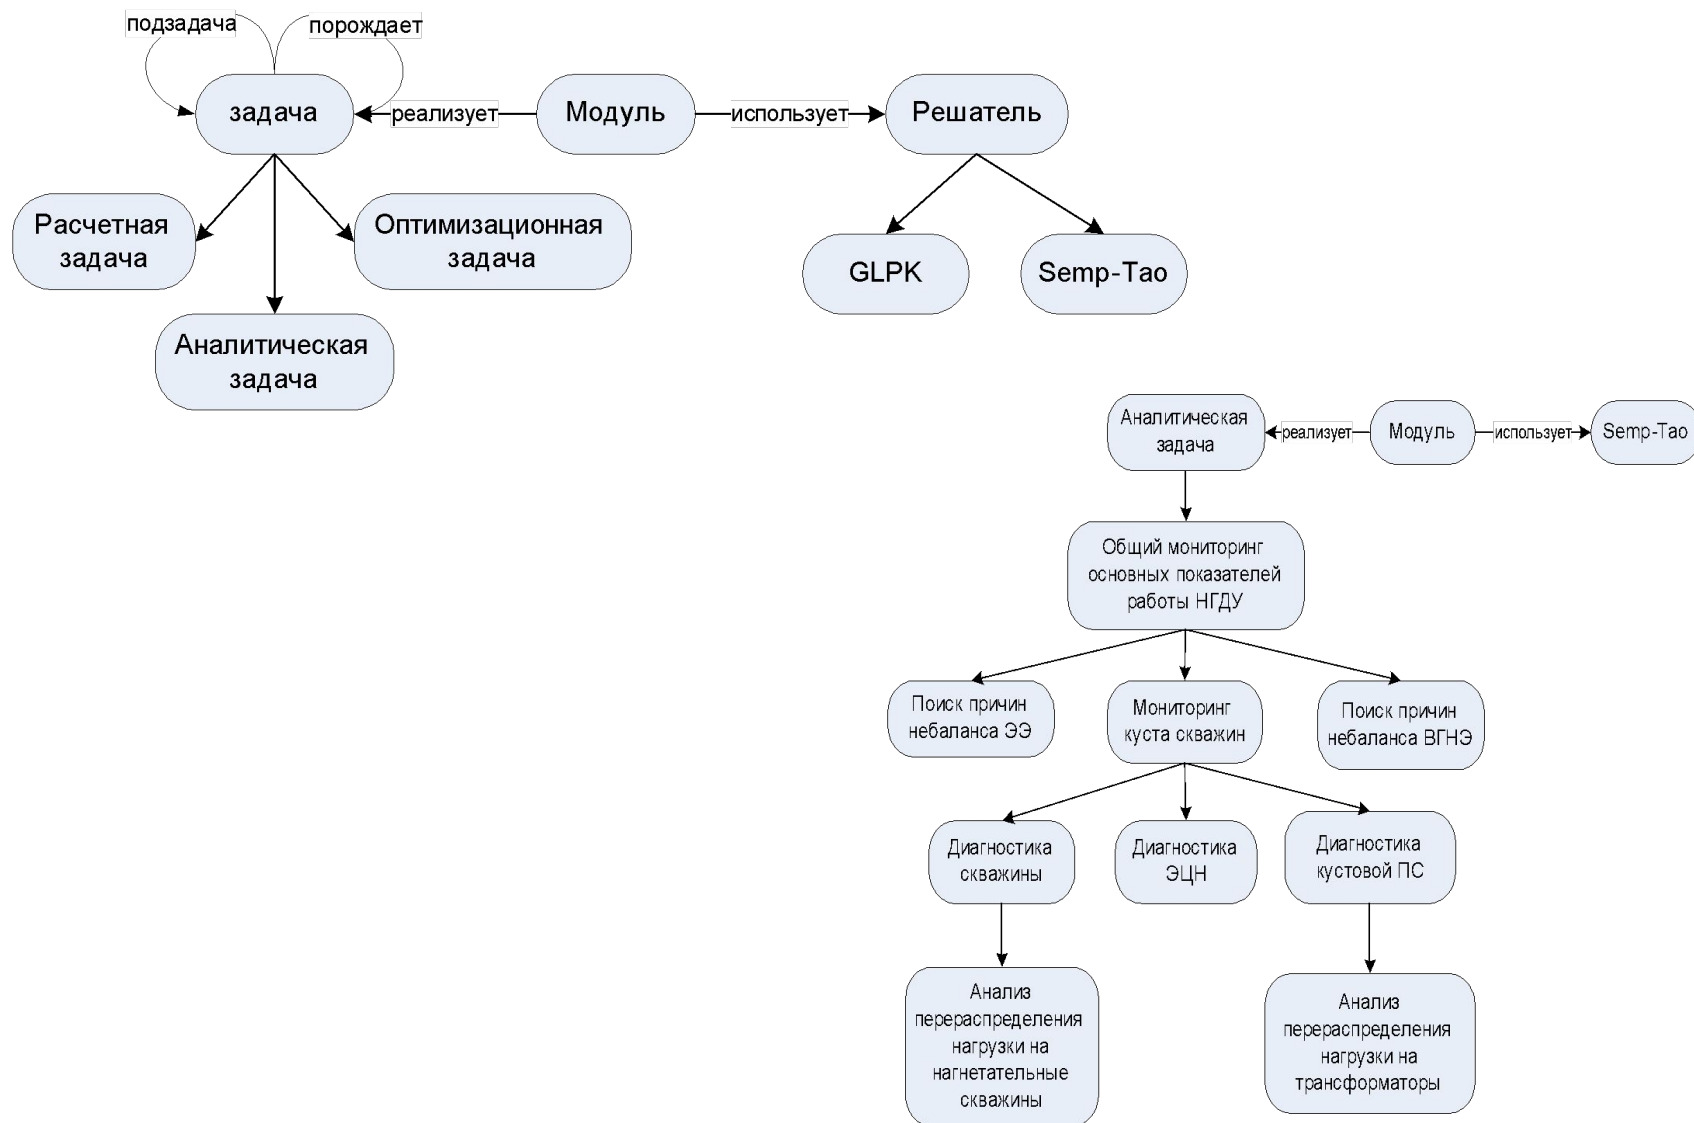 подзадача
порождает
задача
реализует
Модуль
использует
Решатель
Расчетная
задача
Оптимизационная
задача
Аналитическая
задача
GLPK
Semp-Tao
Аналитическая
задача
реализует
Модуль
использует
Semp-Tao
Общий мониторинг
основных показателей
работы НГДУ
Поиск причин
небаланса ЭЭ
Мониторинг
куста скважин
Поиск причин
небаланса ВГНЭ
Диагностика
скважины
Диагностика
ЭЦН
Диагностика
кустовой ПС
Анализ
перераспределения
нагрузки на
нагнетательные
скважины
Анализ
перераспределения
нагрузки на
трансформаторы